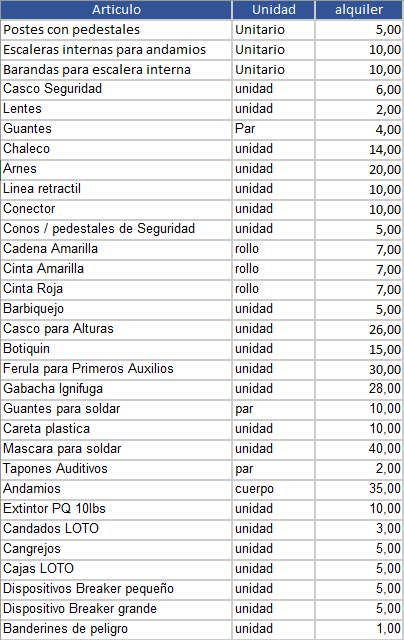 Articulo Unidad alquiler
Postes con pedestales Unitario 5,00
Escaleras internas para andamios Unitario 10,00
Barandas para escalera interna Unitario 10,00
Casco Seguridad unidad 6,00
Lentes unidad 2,00
Guantes Par 4,00
Chaleco unidad 14,00
Arnes unidad 20,00
Linea retractil unidad 10,00
Conector unidad 10,00
Conos / pedestales de Seguridad unidad 5,00
Cadena Amarilla rollo 7,00
Cinta Amarilla rollo 7,00
Cinta Roja rollo 7,00
Barbiquejo unidad 5,00
Casco para Alturas unidad 26,00
Botiquin unidad 15,00
Ferula para Primeros Auxilios unidad 30,00
Gabacha Ignifuga unidad 28,00
Guantes para soldar par 10,00
Careta plastica unidad 10,00
Mascara para soldar unidad 40,00
Tapones Auditivos par 2,00
Andamios cuerpo 35,00
Extintor PQ 10lbs unidad 10,00
Candados LOTO unidad 3,00
Cangrejos unidad 5,00
Cajas LOTO unidad 5,00
Dispositivos Breaker pequeño unidad 5,00
Dispositivo Breaker grande unidad 5,00
Banderines de peligro unidad 1,00